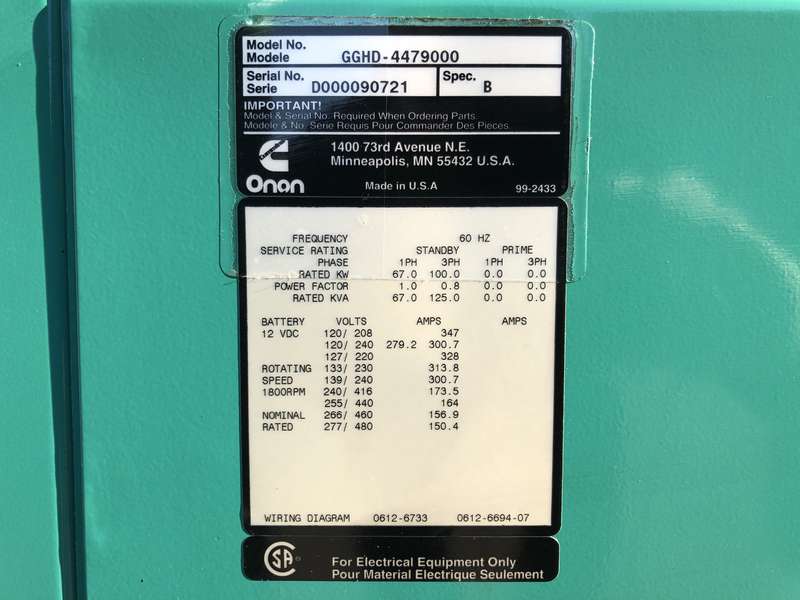 Model No.
Modele GGHD-4479000
Serial No. Spec.
Serie D000090721 B
IMPORTANT!
Model & Serial No. Required When Ordering Parts.
Modele & No. Serie Requis Pour Commander Des Pieces.
1400 73rd Avenue N.E.
Minneapolis, MN 55432 U.S.A.
Onan Made in U.S.A 99-2433
FREQUENCY 60 HZ
SERVICE RATING STANDBY PRIME
PHASE 1PH 3PH 1PH 3PH
RATED KW 67.0 100.0 0.0 0.0
POWER FACTOR 1.0 0.8 0.0 0.0
RATED KVA 67.0 125.0 0.0 0.0
BATTERY VOLTS AMPS AMPS
12 VDC 120/ 208 347
120/ 240 279.2 300.7
127/ 220 328
ROTATING 133/ 230 313.8
SPEED 139/ 240 300.7
1800RPM 240/ 416 173.5
255/ 440 164
NOMINAL 266/ 460 156.9
RATED 277/ 480 150.4
WIRING DIAGRAM 0612-6733 0612-6694-07
CSA ®
For Electrical Equipment Only
Pour Material Electrique Seulement